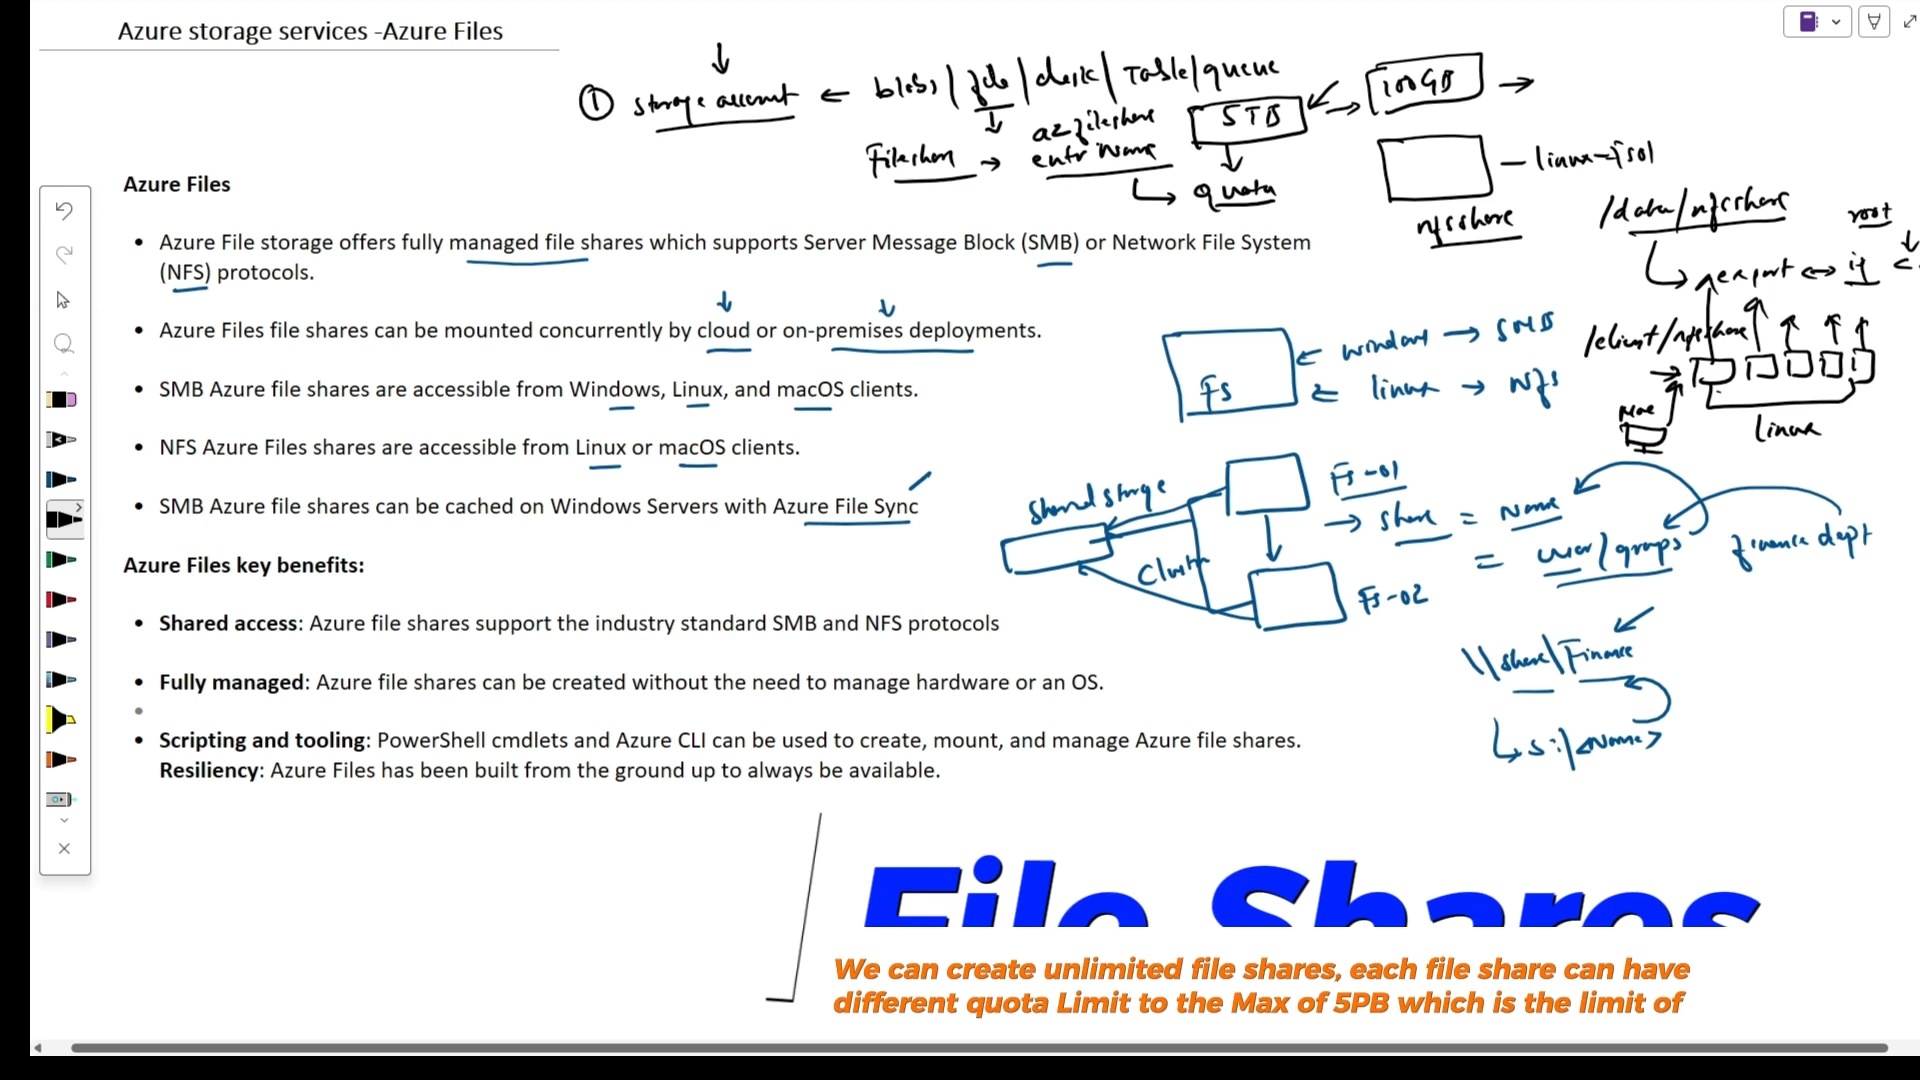 Azure storage services -Azure Files
① storage account ← blobs | file | disk | Table | queue
100GB
5TB
Fileshare → azfileshare
enter Name
quota
linux-
nfsshare
/data/nfsshare
root
export
Azure Files
• Azure File storage offers fully managed file shares which supports Server Message Block (SMB) or Network File System
(NFS) protocols.
• Azure Files file shares can be mounted concurrently by cloud or on-premises deployments.
• SMB Azure file shares are accessible from Windows, Linux, and macOS clients.
• NFS Azure Files shares are accessible from Linux or macOS clients.
• SMB Azure file shares can be cached on Windows Servers with Azure File Sync
FS
windows → SMB
linux → Nfs
/client/nfsshare
Mac
linux
shared storage
FS-01
→ share = Name
= user/groups
finance dept
Cluster
FS-02
\\share\Finance
s:\<Name>
Azure Files key benefits:
• Shared access: Azure file shares support the industry standard SMB and NFS protocols
• Fully managed: Azure file shares can be created without the need to manage hardware or an OS.
• Scripting and tooling: PowerShell cmdlets and Azure CLI can be used to create, mount, and manage Azure file shares.
Resiliency: Azure Files has been built from the ground up to always be available.
File Shares
We can create unlimited file shares, each file share can have
different quota Limit to the Max of 5PB which is the limit of